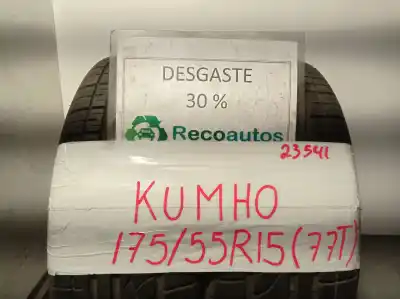 DESGASTE
30 %
Recoautos
23541
KUMHO
175/55R15 (77T)